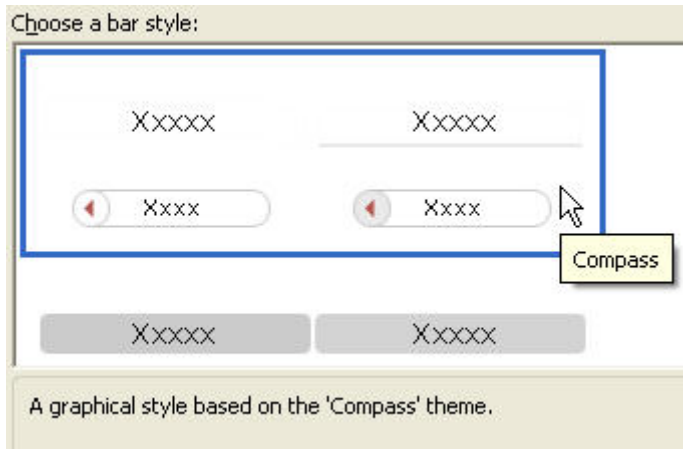 Choose a bar style:
Xxxxx Xxxxx
Xxxx Xxxx
Compass
Xxxxx Xxxxx
A graphical style based on the 'Compass' theme.